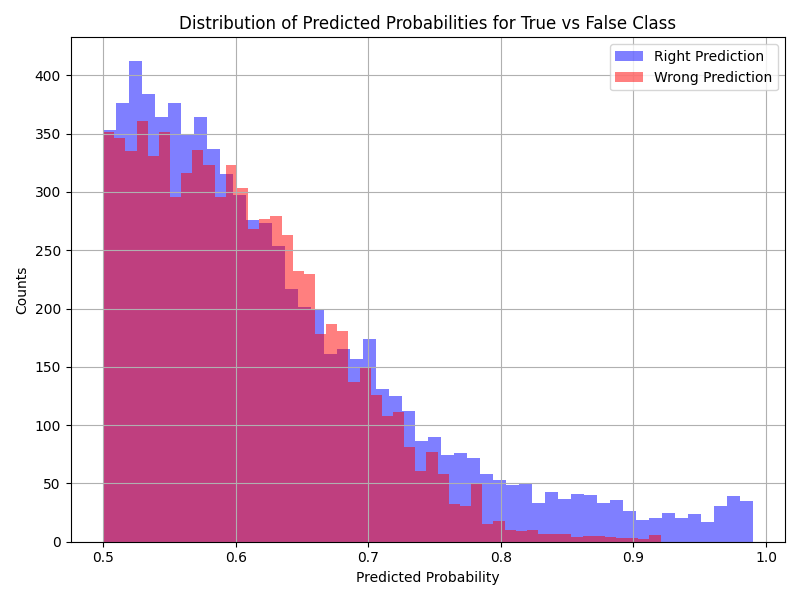 Distribution of Predicted Probabilities for True vs False Class
Right Prediction
Wrong Prediction
Counts
400
350
300
250
200
150
100
50
0
0.5 0.6 0.7 0.8 0.9 1.0
Predicted Probability